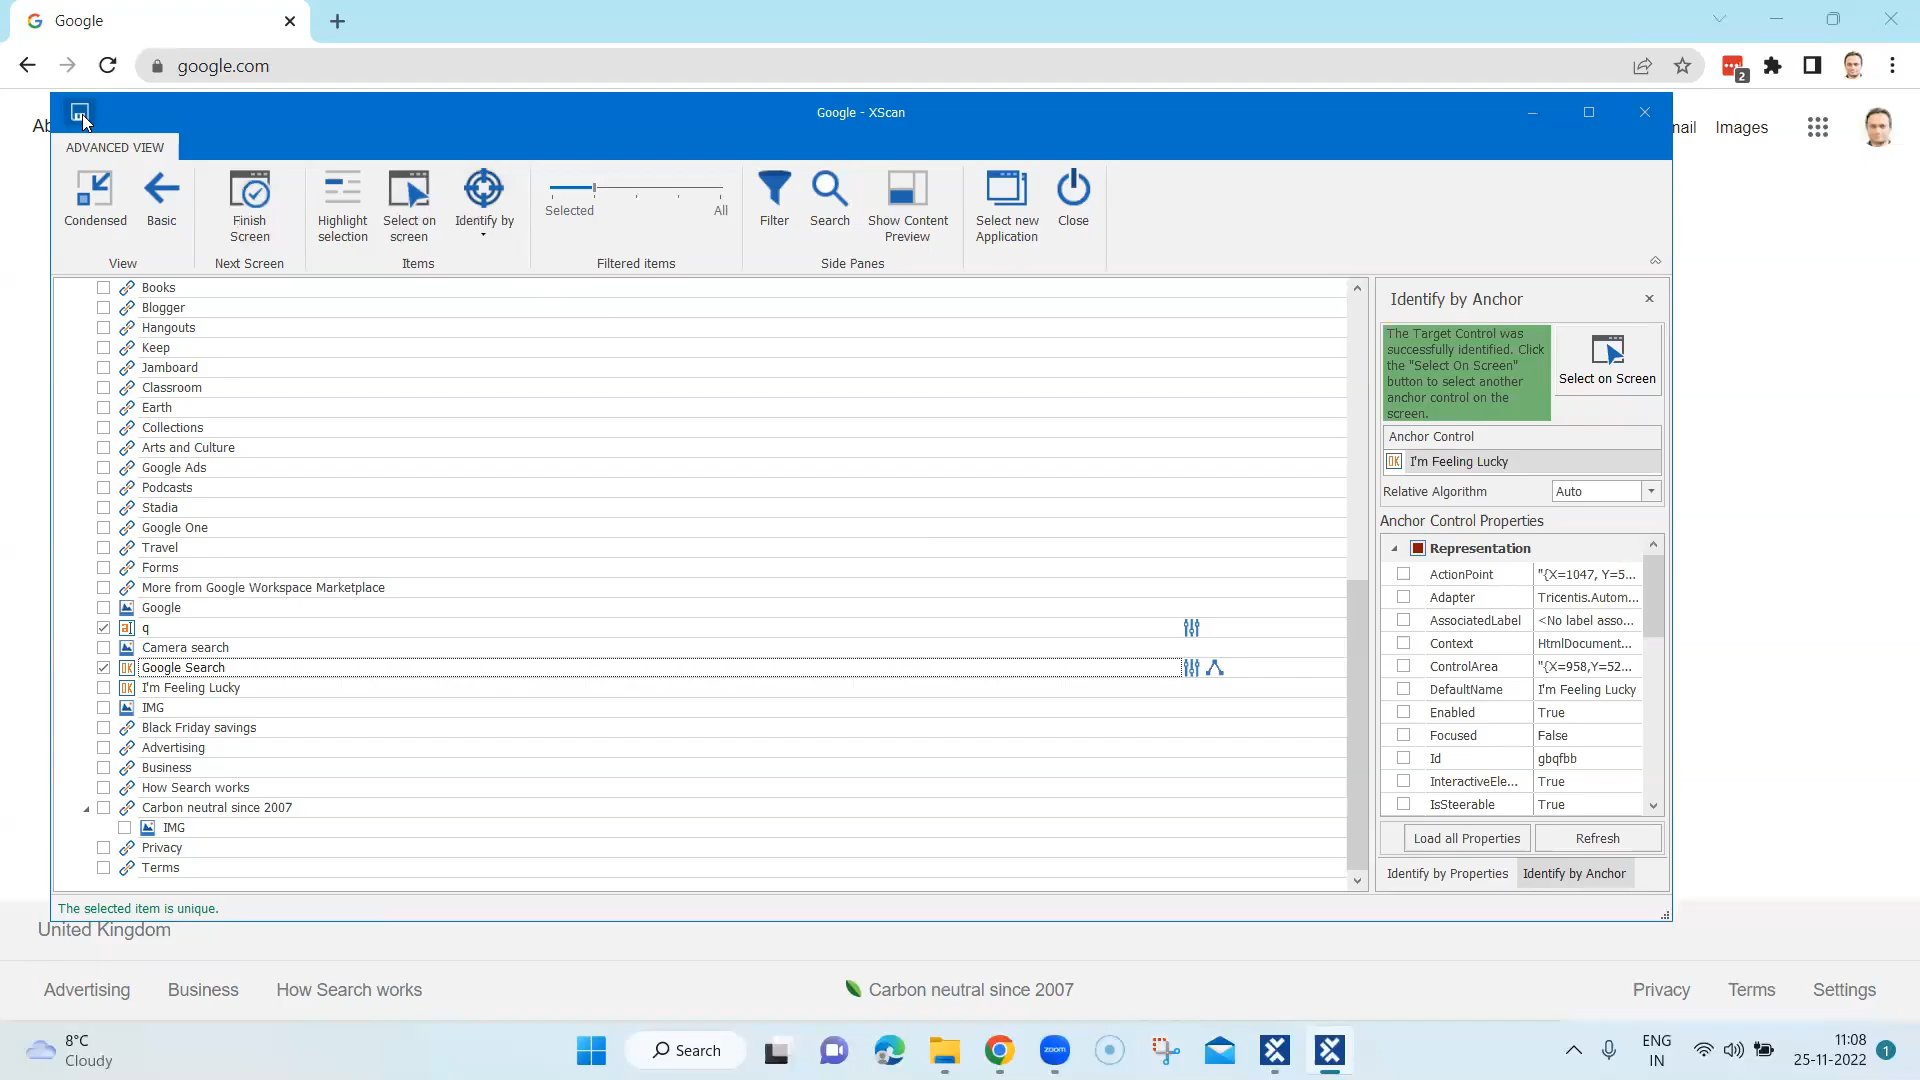 Google
google.com
2
Google - XScan
ADVANCED VIEW
Images
Condensed
Basic
Finish
Screen
Highlight
selection
Select on
screen
Identify by
Selected
All
Filter
Search
Show Content
Preview
Select new
Application
Close
View
Next Screen
Items
Filtered items
Side Panes
Books
Blogger
Hangouts
Keep
Jamboard
Classroom
Earth
Collections
Arts and Culture
Google Ads
Podcasts
Stadia
Google One
Travel
Forms
More from Google Workspace Marketplace
Google
q
Camera search
Google Search
I'm Feeling Lucky
IMG
Black Friday savings
Advertising
Business
How Search works
Carbon neutral since 2007
IMG
Privacy
Terms
Identify by Anchor
The Target Control was
successfully identified. Click
the "Select On Screen"
button to select another
anchor control on the
screen.
Select on Screen
Anchor Control
I'm Feeling Lucky
Relative Algorithm Auto
Anchor Control Properties
Representation
ActionPoint "{X=1047, Y=5...
Adapter Tricentis.Autom...
AssociatedLabel <No label asso...
Context HtmlDocument...
ControlArea "{X=958,Y=52...
DefaultName I'm Feeling Lucky
Enabled True
Focused False
Id gbqfbb
InteractiveEle... True
IsSteerable True
Load all Properties Refresh
Identify by Properties Identify by Anchor
The selected item is unique.
United Kingdom
Advertising Business How Search works Carbon neutral since 2007 Privacy Terms Settings
8°C
Cloudy
Search
zoom
ENG
IN
11:08
25-11-2022
1